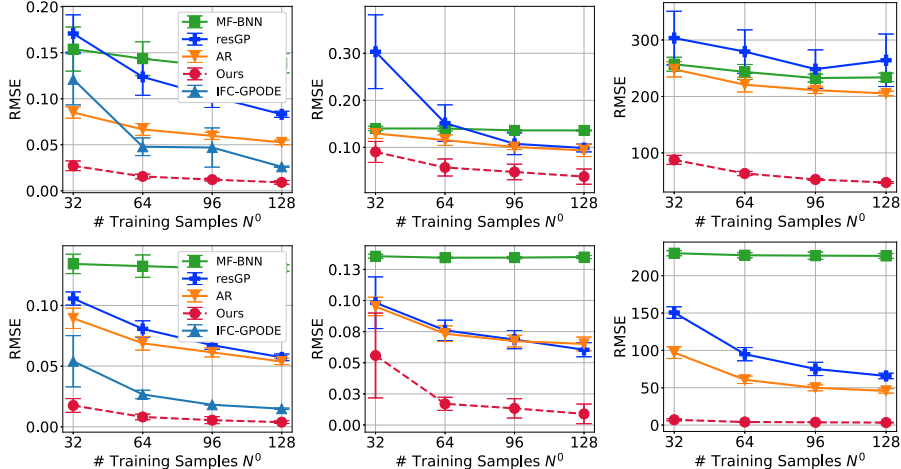 RMSE
0.20
0.15
0.10
0.05
0.00
MF-BNN
resGP
AR
Ours
IFC-GPODE
32
64
96
128
# Training Samples N⁰
RMSE
0.30
0.20
0.10
32
64
96
128
# Training Samples N⁰
RMSE
300
200
100
32
64
96
128
# Training Samples N⁰
RMSE
0.10
0.05
0.00
MF-BNN
resGP
AR
Ours
IFC-GPODE
32
64
96
128
# Training Samples N⁰
RMSE
0.13
0.10
0.08
0.05
0.03
0.00
32
64
96
128
# Training Samples N⁰
RMSE
200
150
100
50
0
32
64
96
128
# Training Samples N⁰